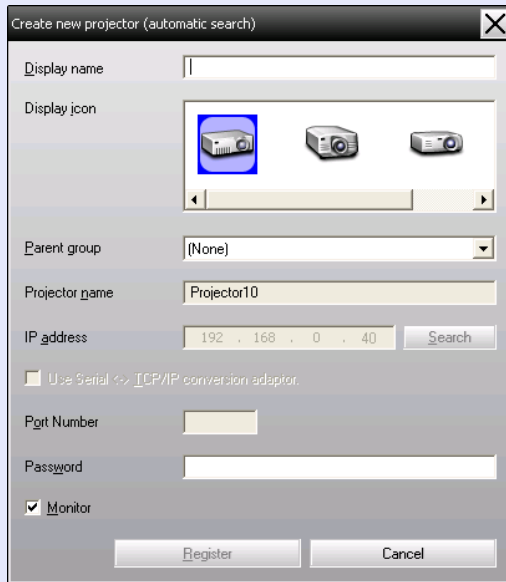 Create new projector (automatic search)
Display name
Display icon
Parent group
(None)
Projector name
Projector10
IP address
192 . 168 . 0 . 40
Search
Use Serial <-> TCP/IP conversion adaptor.
Port Number
Password
Monitor
Register
Cancel